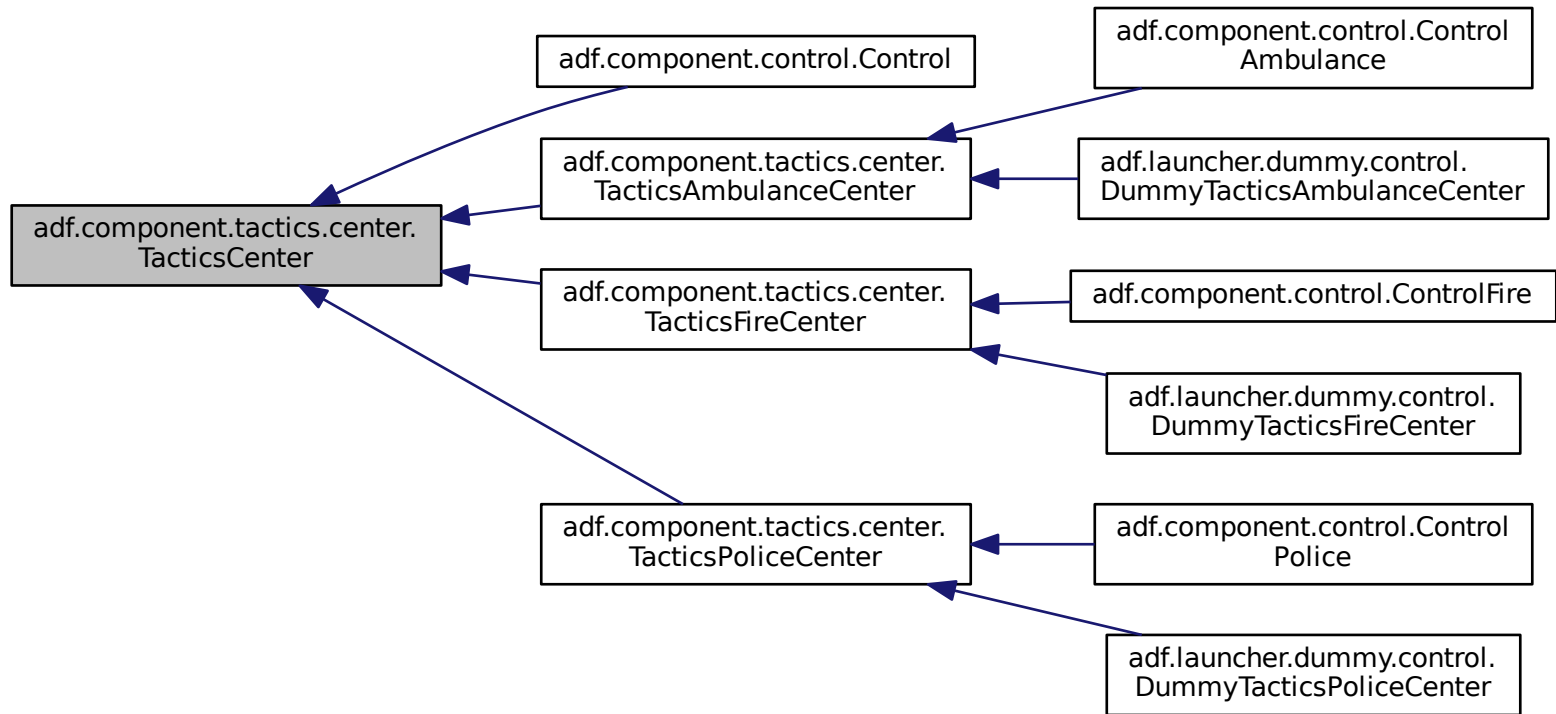 adf.component.control.Control
Ambulance
adf.component.control.Control
adf.component.tactics.center.
TacticsAmbulanceCenter
adf.launcher.dummy.control.
DummyTacticsAmbulanceCenter
adf.component.tactics.center.
TacticsCenter
adf.component.tactics.center.
TacticsFireCenter
adf.component.control.ControlFire
adf.launcher.dummy.control.
DummyTacticsFireCenter
adf.component.tactics.center.
TacticsPoliceCenter
adf.component.control.Control
Police
adf.launcher.dummy.control.
DummyTacticsPoliceCenter